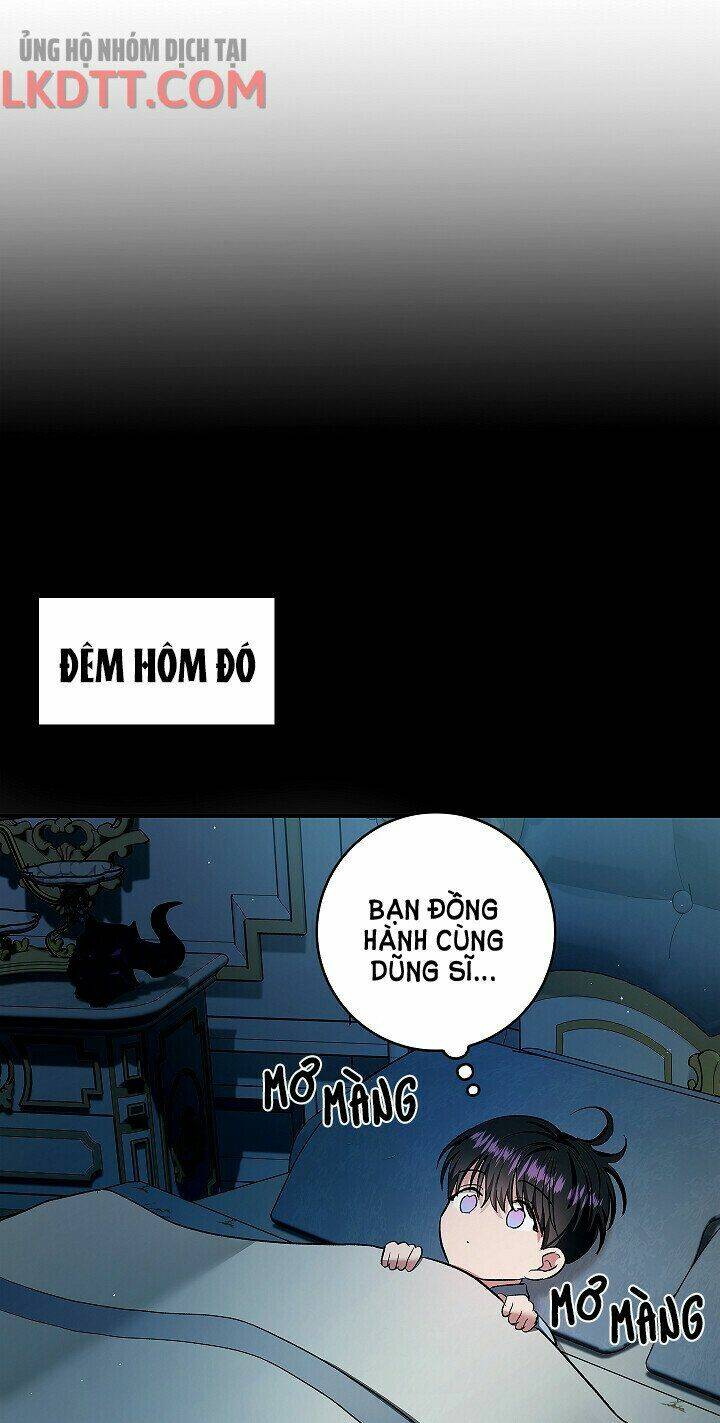 ỦNG HỘ NHÓM DỊCH TẠI
LKDTT.COM
ĐÊM HÔM ĐÓ
BẠN ĐỒNG
HÀNH CÙNG
DŨNG SĨ...
MƠ MÀNG
MƠ MÀNG